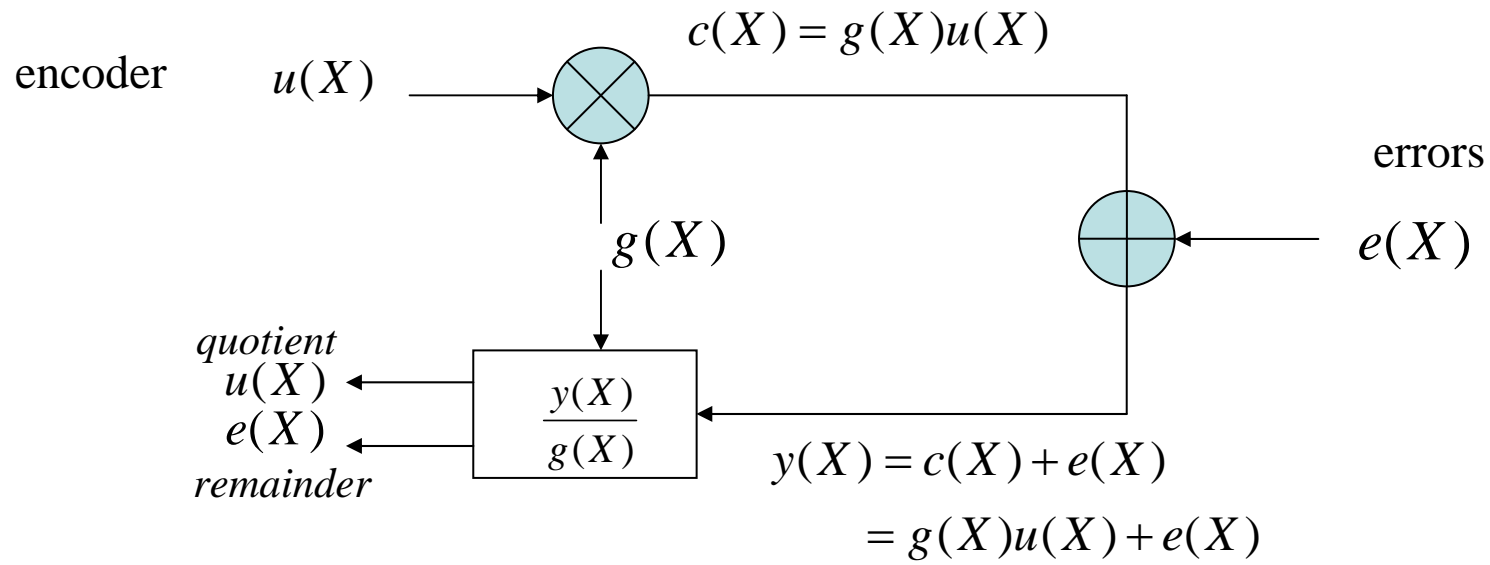 c(X) = g(X)u(X)
encoder u(X)
errors
g(X)
e(X)
quotient
u(X)
e(X)
remainder
y(X)
g(X)
y(X) = c(X) + e(X)
= g(X)u(X) + e(X)